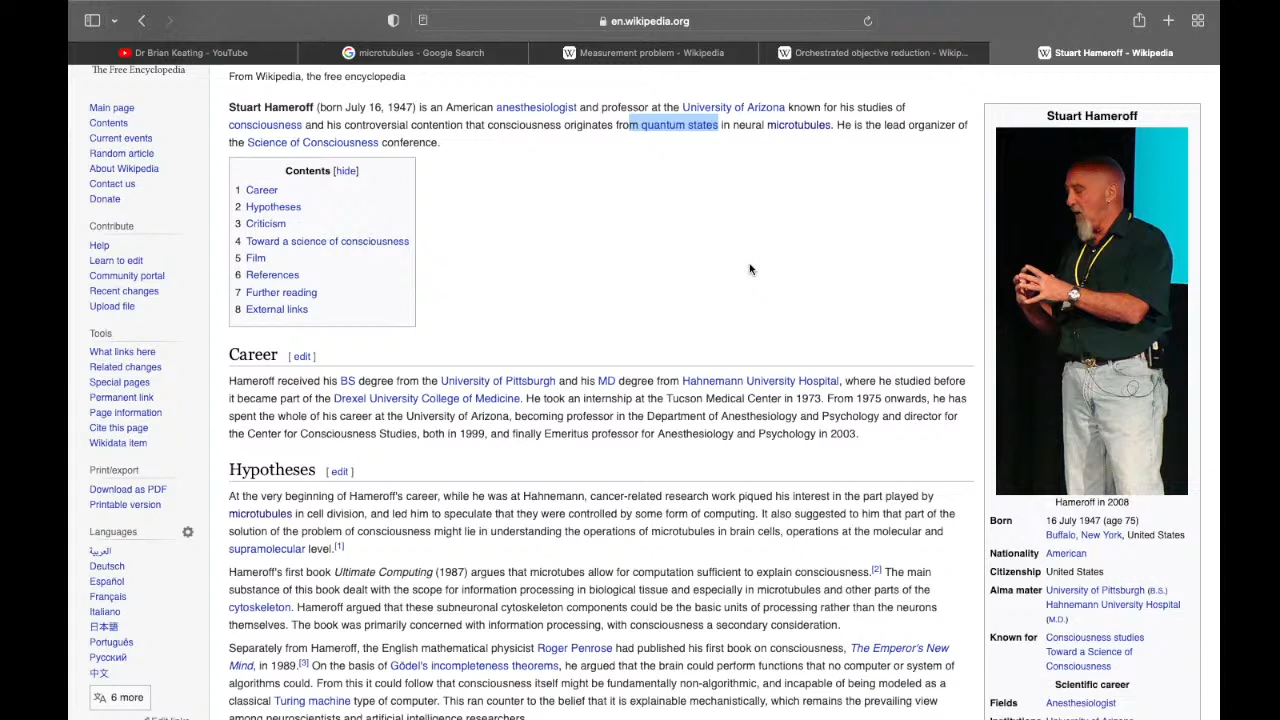 en.wikipedia.org
Dr Brian Keating - YouTube
microtubules - Google Search
Measurement problem - Wikipedia
Orchestrated objective reduction - Wikip...
Stuart Hameroff - Wikipedia
The Free Encyclopedia
Main page
Contents
Current events
Random article
About Wikipedia
Contact us
Donate
Contribute
Help
Learn to edit
Community portal
Recent changes
Upload file
Tools
What links here
Related changes
Special pages
Permanent link
Page information
Cite this page
Wikidata item
Print/export
Download as PDF
Printable version
Languages
العربية
Deutsch
Español
Français
Italiano
日本語
Português
Русский
中文
6 more
Edit links
From Wikipedia, the free encyclopedia
Stuart Hameroff (born July 16, 1947) is an American anesthesiologist and professor at the University of Arizona known for his studies of
consciousness and his controversial contention that consciousness originates from quantum states in neural microtubules. He is the lead organizer of
the Science of Consciousness conference.
Contents [hide]
1 Career
2 Hypotheses
3 Criticism
4 Toward a science of consciousness
5 Film
6 References
7 Further reading
8 External links
Career [ edit ]
Hameroff received his BS degree from the University of Pittsburgh and his MD degree from Hahnemann University Hospital, where he studied before
it became part of the Drexel University College of Medicine. He took an internship at the Tucson Medical Center in 1973. From 1975 onwards, he has
spent the whole of his career at the University of Arizona, becoming professor in the Department of Anesthesiology and Psychology and director for
the Center for Consciousness Studies, both in 1999, and finally Emeritus professor for Anesthesiology and Psychology in 2003.
Hypotheses [ edit ]
At the very beginning of Hameroff's career, while he was at Hahnemann, cancer-related research work piqued his interest in the part played by
microtubules in cell division, and led him to speculate that they were controlled by some form of computing. It also suggested to him that part of the
solution of the problem of consciousness might lie in understanding the operations of microtubules in brain cells, operations at the molecular and
supramolecular level.[1]
Hameroff's first book Ultimate Computing (1987) argues that microtubes allow for computation sufficient to explain consciousness.[2] The main
substance of this book dealt with the scope for information processing in biological tissue and especially in microtubules and other parts of the
cytoskeleton. Hameroff argued that these subneuronal cytoskeleton components could be the basic units of processing rather than the neurons
themselves. The book was primarily concerned with information processing, with consciousness a secondary consideration.
Separately from Hameroff, the English mathematical physicist Roger Penrose had published his first book on consciousness, The Emperor's New
Mind, in 1989.[3] On the basis of Gödel's incompleteness theorems, he argued that the brain could perform functions that no computer or system of
algorithms could. From this it could follow that consciousness itself might be fundamentally non-algorithmic, and incapable of being modeled as a
classical Turing machine type of computer. This ran counter to the belief that it is explainable mechanistically, which remains the prevailing view
among neuroscientists and artificial intelligence researchers.
Stuart Hameroff
Hameroff in 2008
Born 16 July 1947 (age 75)
Buffalo, New York, United States
Nationality American
Citizenship United States
Alma mater University of Pittsburgh (B.S.)
Hahnemann University Hospital
(M.D.)
Known for Consciousness studies
Toward a Science of
Consciousness
Scientific career
Fields Anesthesiologist
Institutions University of Arizona